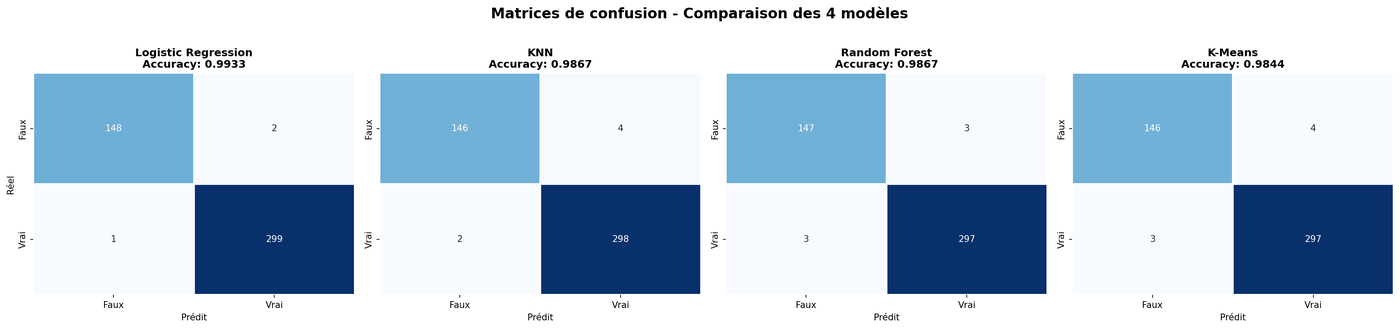 Matrices de confusion - Comparaison des 4 modèles
Logistic Regression
Accuracy: 0.9933
Réel
Faux
148
2
Vrai
1
299
Faux
Vrai
Prédit
KNN
Accuracy: 0.9867
Faux
146
4
Vrai
2
298
Faux
Vrai
Prédit
Random Forest
Accuracy: 0.9867
Faux
147
3
Vrai
3
297
Faux
Vrai
Prédit
K-Means
Accuracy: 0.9844
Faux
146
4
Vrai
3
297
Faux
Vrai
Prédit